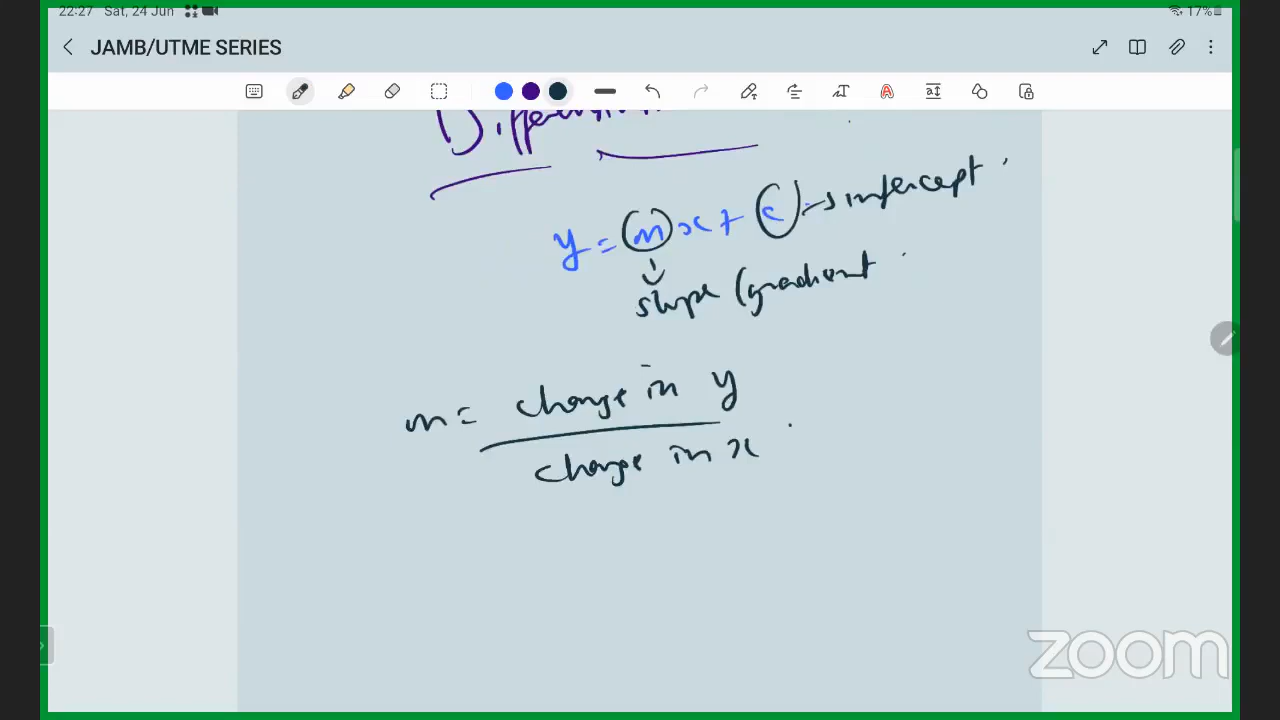 22:27 Sat, 24 Jun
17%
JAMB/UTME SERIES
y = mx + c → intercept
slope (gradient
m = change in y
change in x
zoom